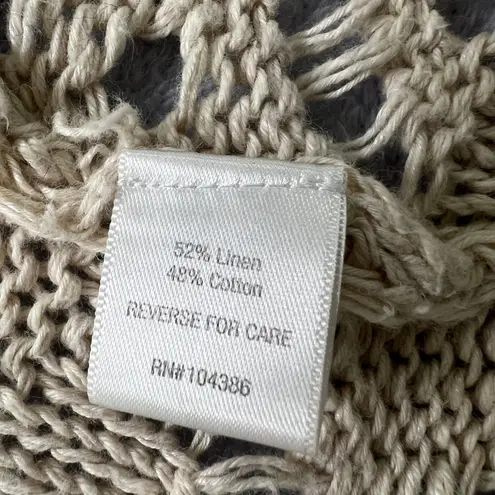 52% Linen
48% Cotton
REVERSE FOR CARE
RN#104386